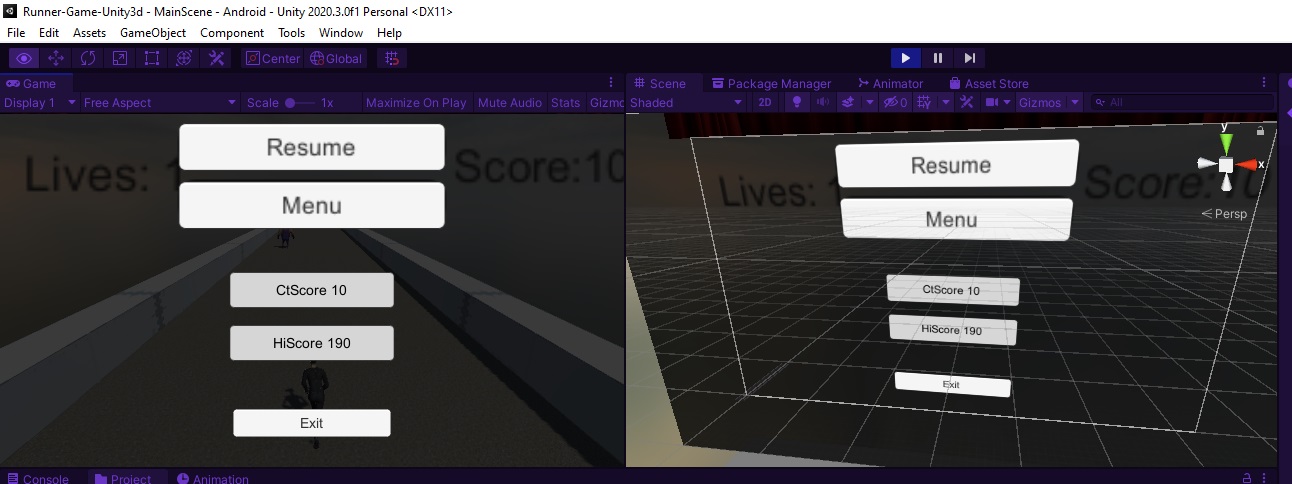 Runner-Game-Unity3d - MainScene - Android - Unity 2020.3.0f1 Personal <DX11>
File Edit Assets GameObject Component Tools Window Help
Center Global
Game
Display 1 Free Aspect Scale 1x Maximize On Play Mute Audio Stats Gizmo
Resume
Lives: 1 Score:10
Menu
CtScore 10
HiScore 190
Exit
Scene Package Manager Animator Asset Store
Shaded 2D 0 Gizmos All
y
x
Persp
Resume
Lives: 1 Score:10
Menu
CtScore 10
HiScore 190
Exit
Console Project Animation